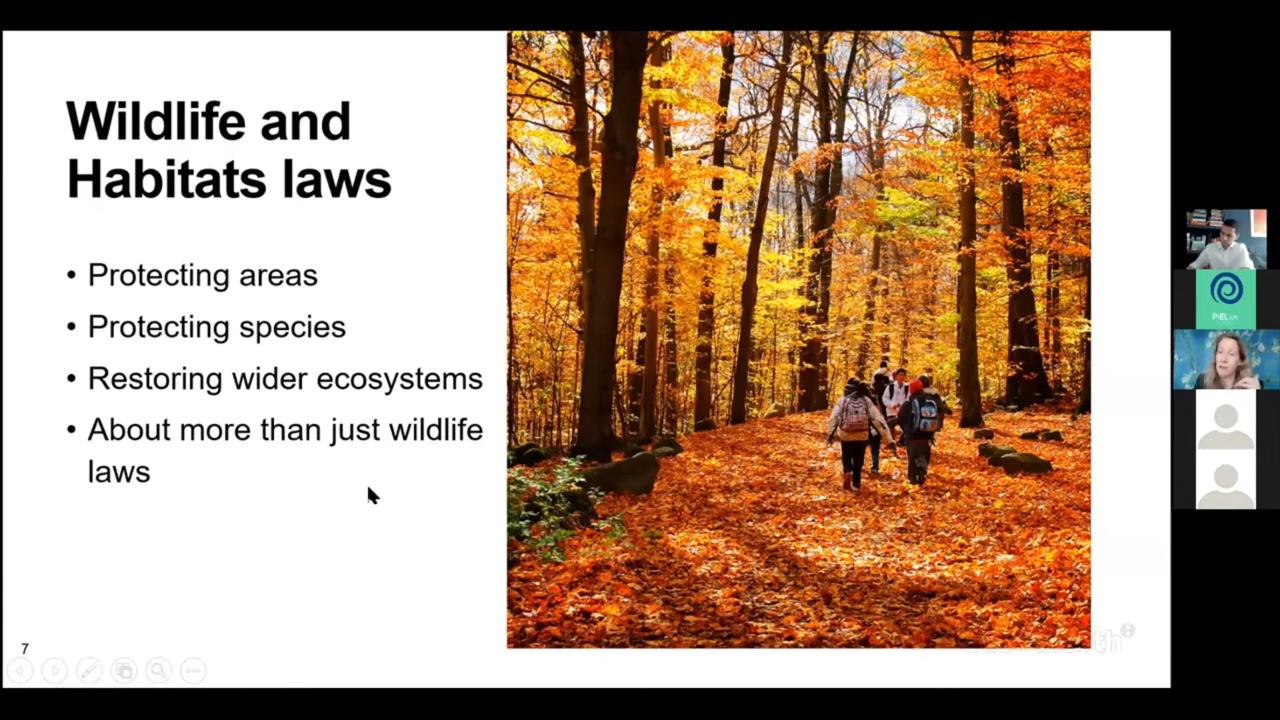 Wildlife and
Habitats laws
• Protecting areas
• Protecting species
• Restoring wider ecosystems
• About more than just wildlife
laws
7